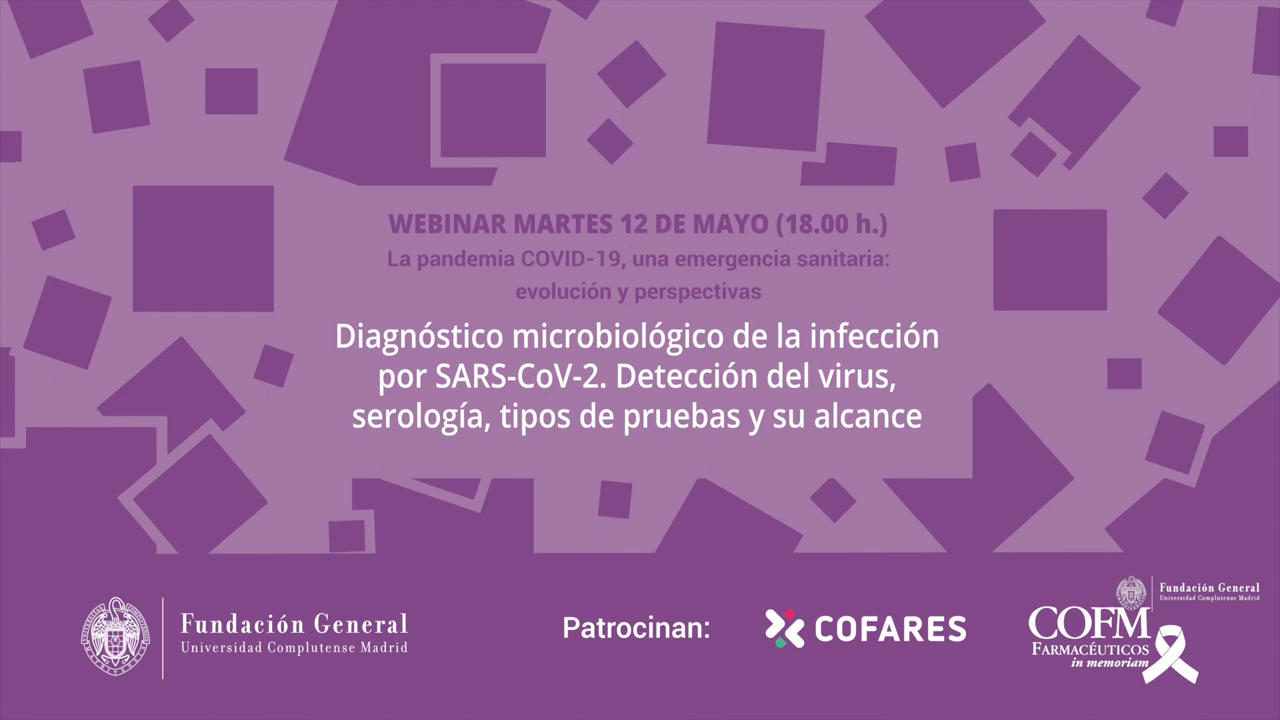 WEBINAR MARTES 12 DE MAYO (18.00 h.)
La pandemia COVID-19, una emergencia sanitaria:
evolución y perspectivas
Diagnóstico microbiológico de la infección
por SARS-CoV-2. Detección del virus,
serología, tipos de pruebas y su alcance
Fundación General
Universidad Complutense Madrid
Patrocinan:
COFARES
Fundación General
Universidad Complutense Madrid
COFM
FARMACÉUTICOS
in memoriam